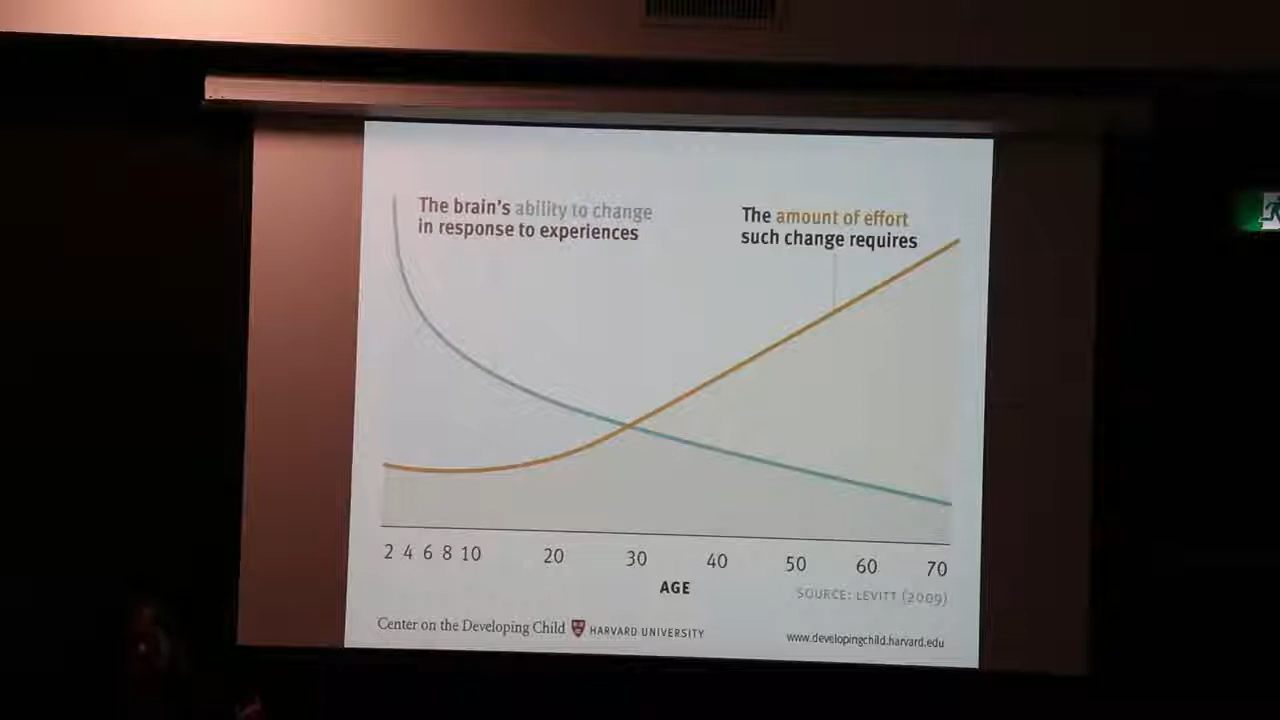 The brain's ability to change
in response to experiences
The amount of effort
such change requires
2 4 6 8 10 20 30 40 50 60 70
AGE
SOURCE: LEVITT (2009)
Center on the Developing Child HARVARD UNIVERSITY
www.developingchild.harvard.edu